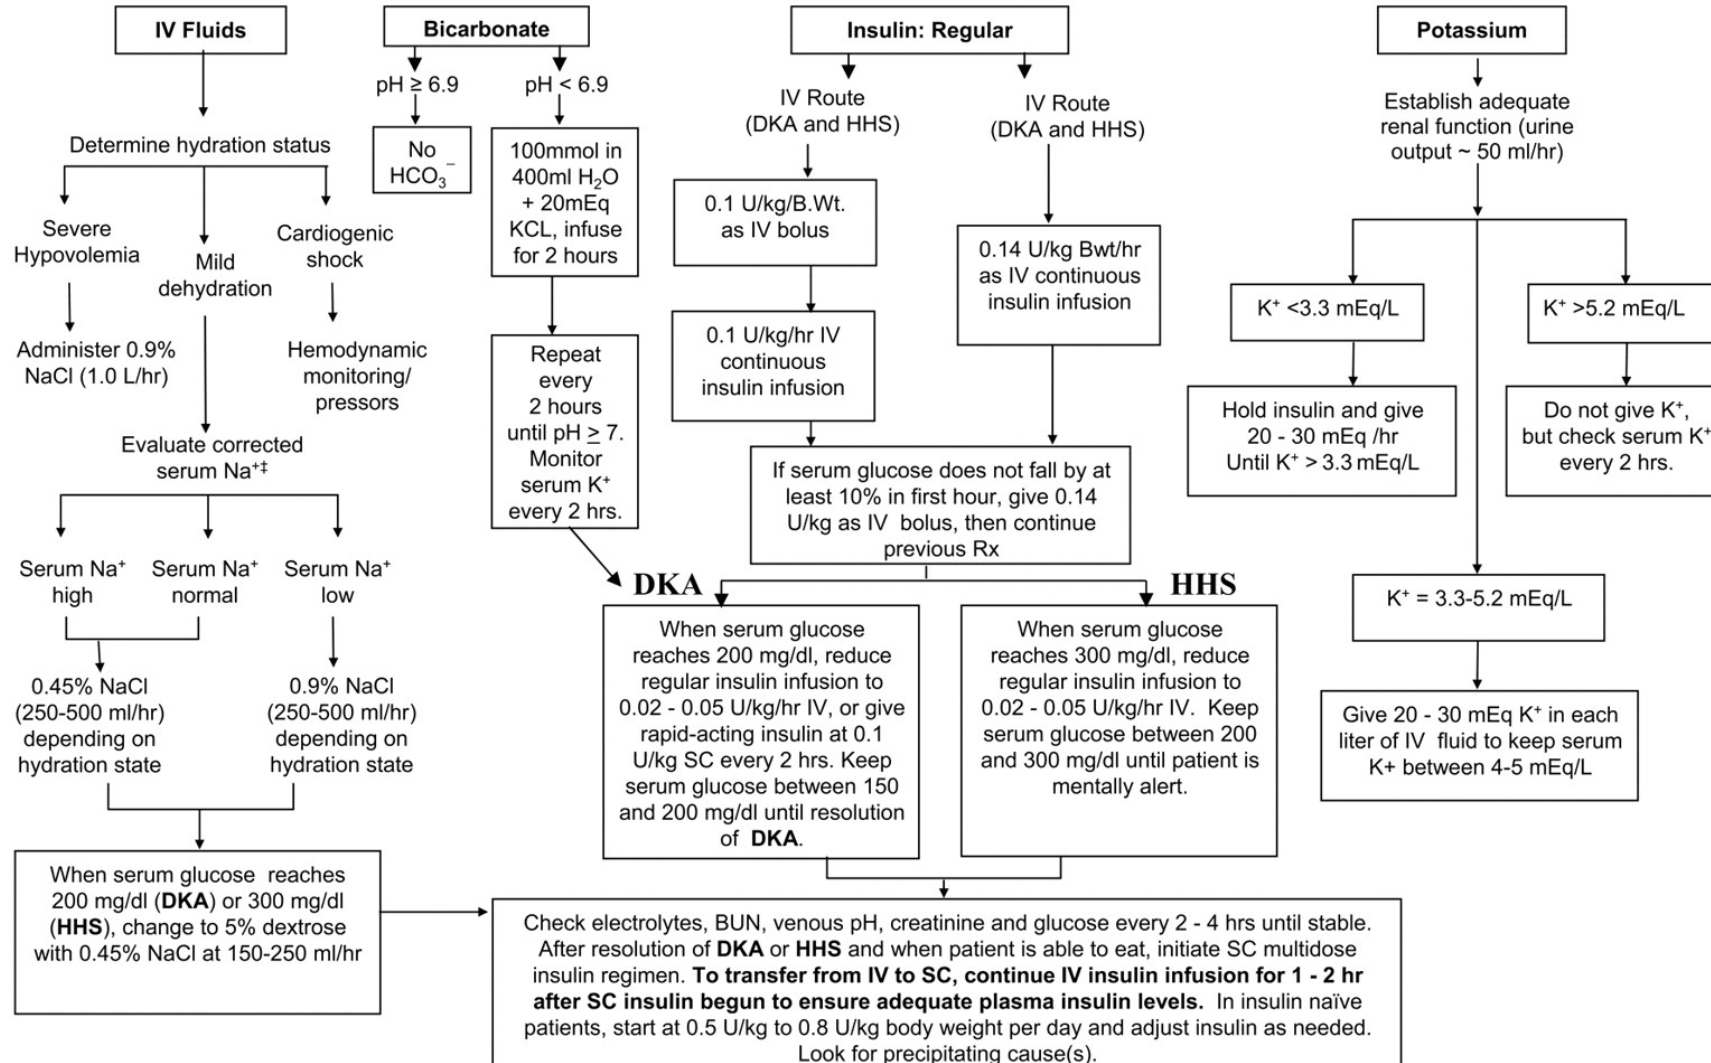 IV Fluids
Determine hydration status
Severe
Hypovolemia
Administer 0.9%
NaCl (1.0 L/hr)
Mild
dehydration
Cardiogenic
shock
Hemodynamic
monitoring/
pressors
Evaluate corrected
serum Na⁺‡
Serum Na⁺
high
Serum Na⁺
normal
Serum Na⁺
low
0.45% NaCl
(250-500 ml/hr)
depending on
hydration state
0.9% NaCl
(250-500 ml/hr)
depending on
hydration state
When serum glucose reaches
200 mg/dl (DKA) or 300 mg/dl
(HHS), change to 5% dextrose
with 0.45% NaCl at 150-250 ml/hr
Bicarbonate
pH ≥ 6.9
No
HCO₃⁻
pH < 6.9
100mmol in
400ml H₂O
+ 20mEq
KCL, infuse
for 2 hours
Repeat
every
2 hours
until pH ≥ 7.
Monitor
serum K⁺
every 2 hrs.
Insulin: Regular
IV Route
(DKA and HHS)
0.1 U/kg/B.Wt.
as IV bolus
0.1 U/kg/hr IV
continuous
insulin infusion
IV Route
(DKA and HHS)
0.14 U/kg Bwt/hr
as IV continuous
insulin infusion
If serum glucose does not fall by at
least 10% in first hour, give 0.14
U/kg as IV bolus, then continue
previous Rx
DKA
When serum glucose
reaches 200 mg/dl, reduce
regular insulin infusion to
0.02 - 0.05 U/kg/hr IV, or give
rapid-acting insulin at 0.1
U/kg SC every 2 hrs. Keep
serum glucose between 150
and 200 mg/dl until resolution
of DKA.
HHS
When serum glucose
reaches 300 mg/dl, reduce
regular insulin infusion to
0.02 - 0.05 U/kg/hr IV. Keep
serum glucose between 200
and 300 mg/dl until patient is
mentally alert.
Potassium
Establish adequate
renal function (urine
output ~ 50 ml/hr)
K⁺ <3.3 mEq/L
Hold insulin and give
20 - 30 mEq /hr
Until K⁺ > 3.3 mEq/L
K⁺ >5.2 mEq/L
Do not give K⁺,
but check serum K⁺
every 2 hrs.
K⁺ = 3.3-5.2 mEq/L
Give 20 - 30 mEq K⁺ in each
liter of IV fluid to keep serum
K+ between 4-5 mEq/L
Check electrolytes, BUN, venous pH, creatinine and glucose every 2 - 4 hrs until stable.
After resolution of DKA or HHS and when patient is able to eat, initiate SC multidose
insulin regimen. To transfer from IV to SC, continue IV insulin infusion for 1 - 2 hr
after SC insulin begun to ensure adequate plasma insulin levels. In insulin naïve
patients, start at 0.5 U/kg to 0.8 U/kg body weight per day and adjust insulin as needed.
Look for precipitating cause(s).